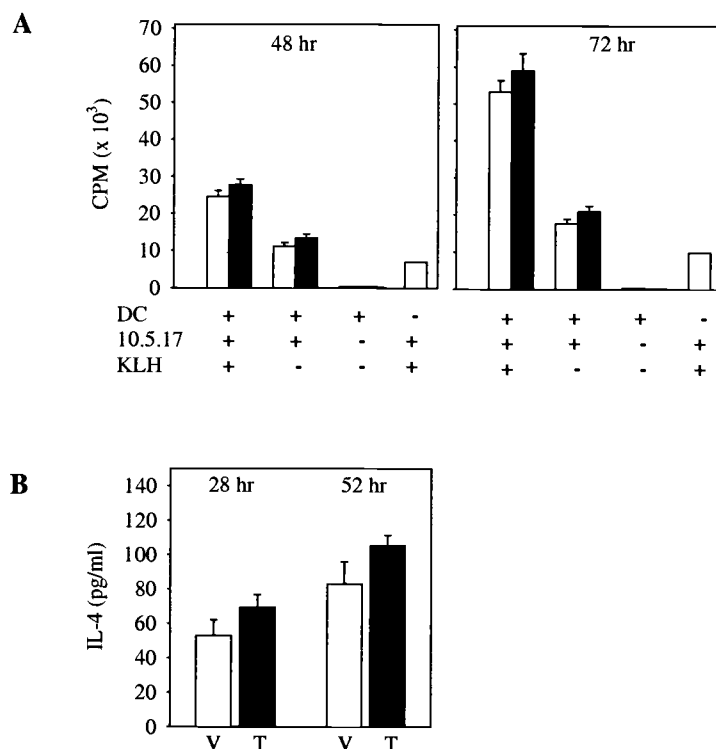 A
48 hr
72 hr
CPM (x 10³)
70
60
50
40
30
20
10
0
DC + + + - + + + -
10.5.17 + + - + + + - +
KLH + - - + + - - +
B
28 hr
52 hr
IL-4 (pg/ml)
140
120
100
80
60
40
20
0
V T V T